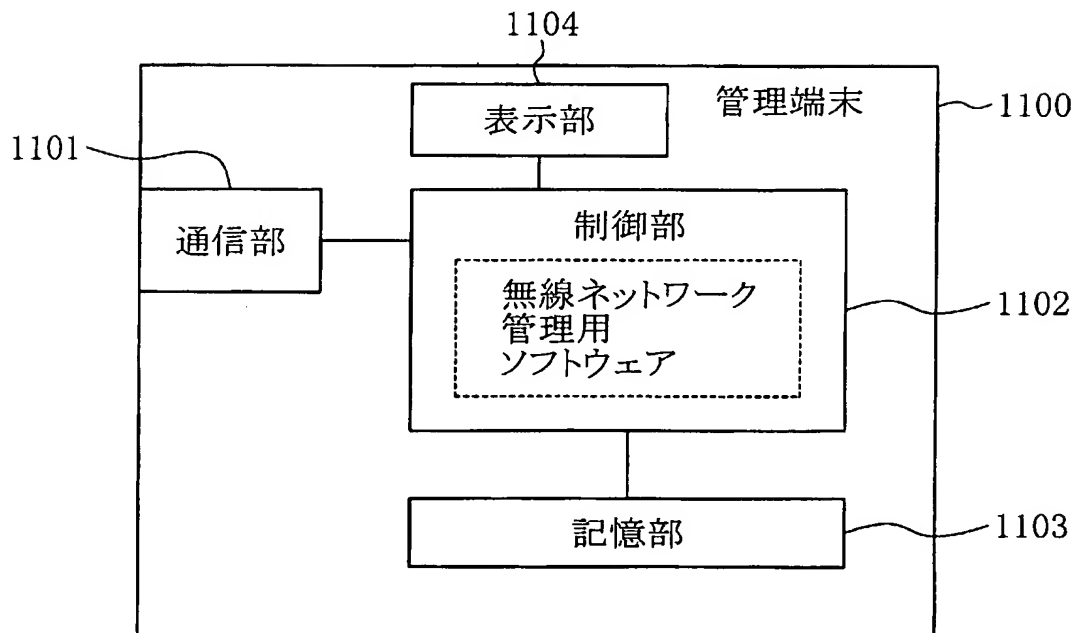 1104
管理端末
1100
表示部
1101
通信部
制御部
無線ネットワーク
管理用
ソフトウェア
1102
記憶部
1103